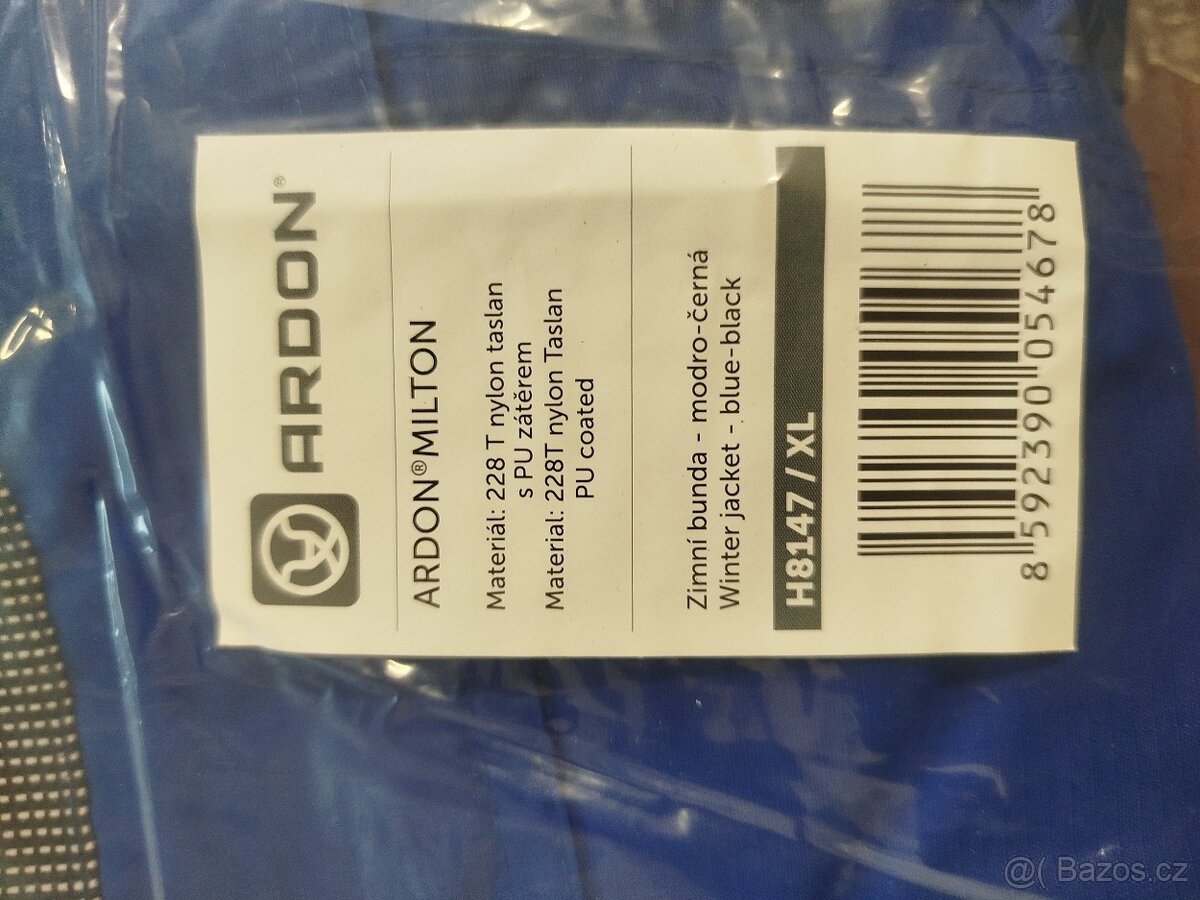 ARDON®
ARDON®MILTON
Materiál: 228 T nylon taslan
s PU zátěrem
Material: 228T nylon Taslan
PU coated
Zimní bunda - modro-černá
Winter jacket - blue-black
H8147 / XL
8 592390 054678
@( Bazos.cz